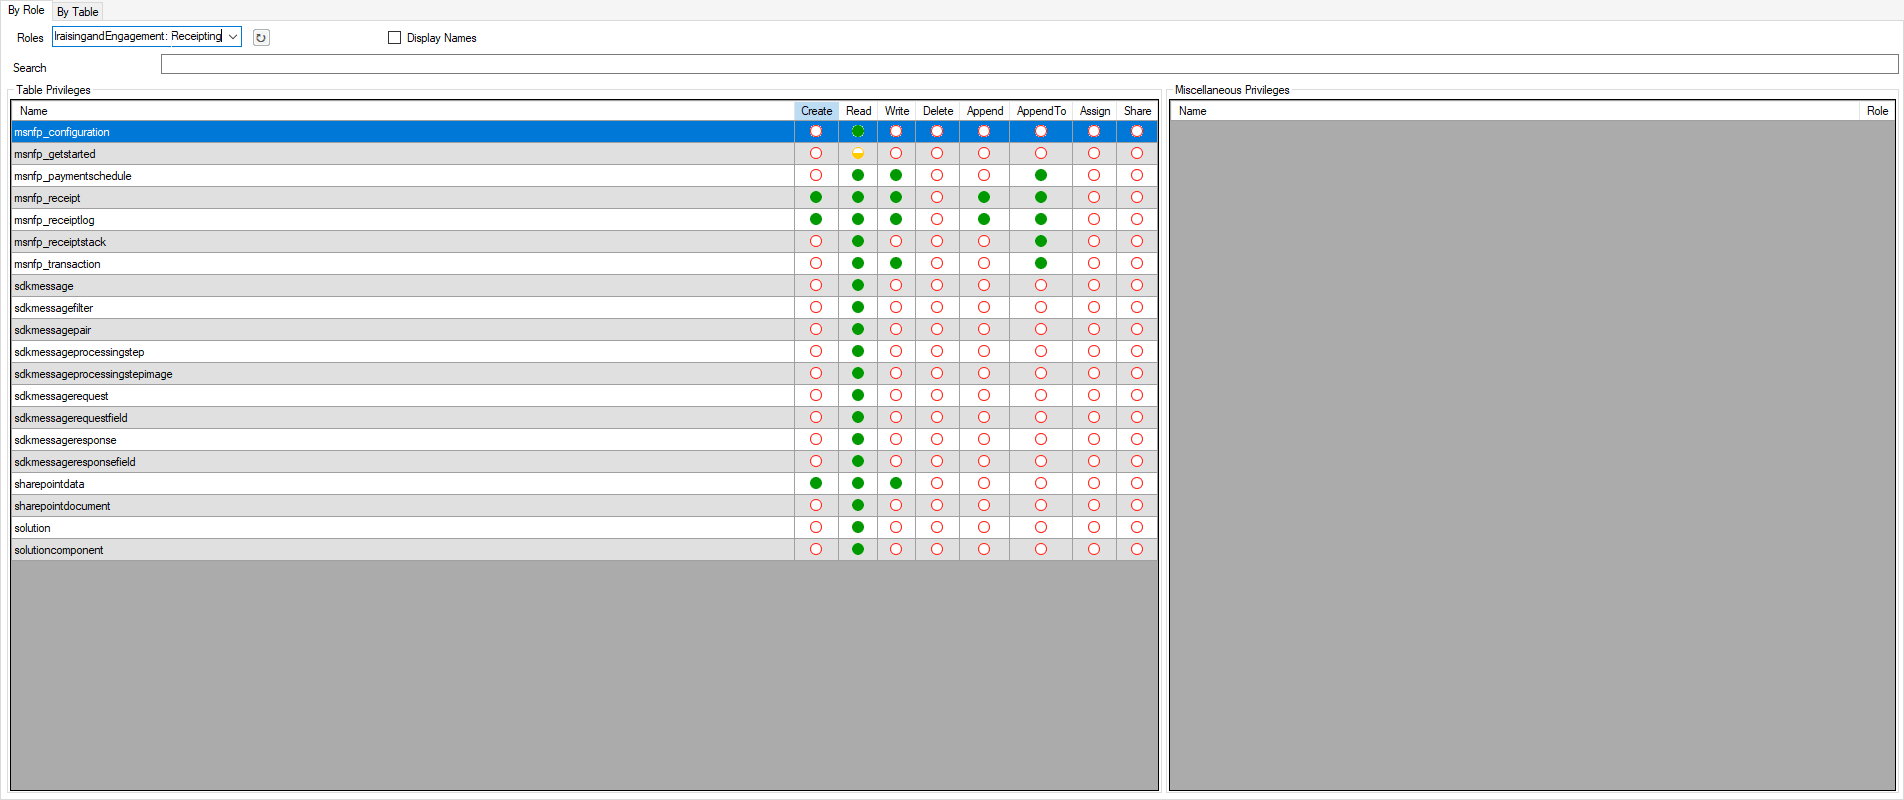 By Role By Table
Roles IraisingandEngagement: Receipting Display Names
Search
Table Privileges Miscellaneous Privileges
Name Create Read Write Delete Append AppendTo Assign Share Name Role
msnfp_configuration
msnfp_getstarted
msnfp_paymentschedule
msnfp_receipt
msnfp_receiptlog
msnfp_receiptstack
msnfp_transaction
sdkmessage
sdkmessagefilter
sdkmessagepair
sdkmessageprocessingstep
sdkmessageprocessingstepimage
sdkmessagerequest
sdkmessagerequestfield
sdkmessageresponse
sdkmessageresponsefield
sharepointdata
sharepointdocument
solution
solutioncomponent